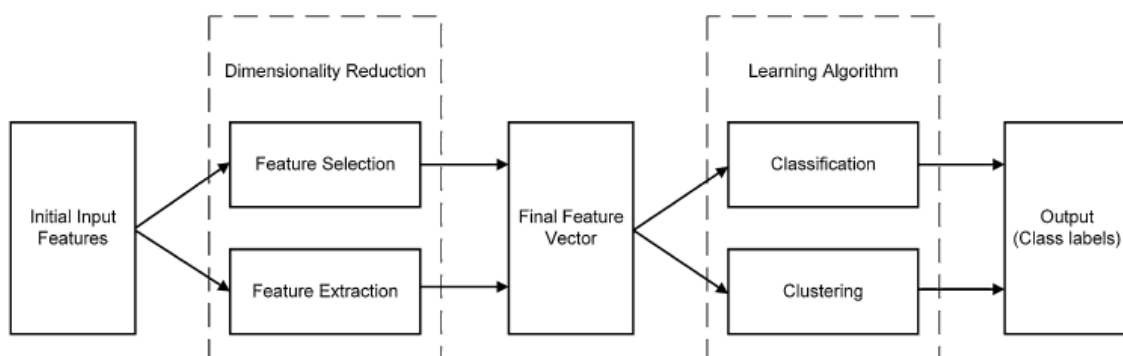 Dimensionality Reduction
Learning Algorithm
Feature Selection
Classification
Initial Input
Features
Final Feature
Vector
Output
(Class labels)
Feature Extraction
Clustering